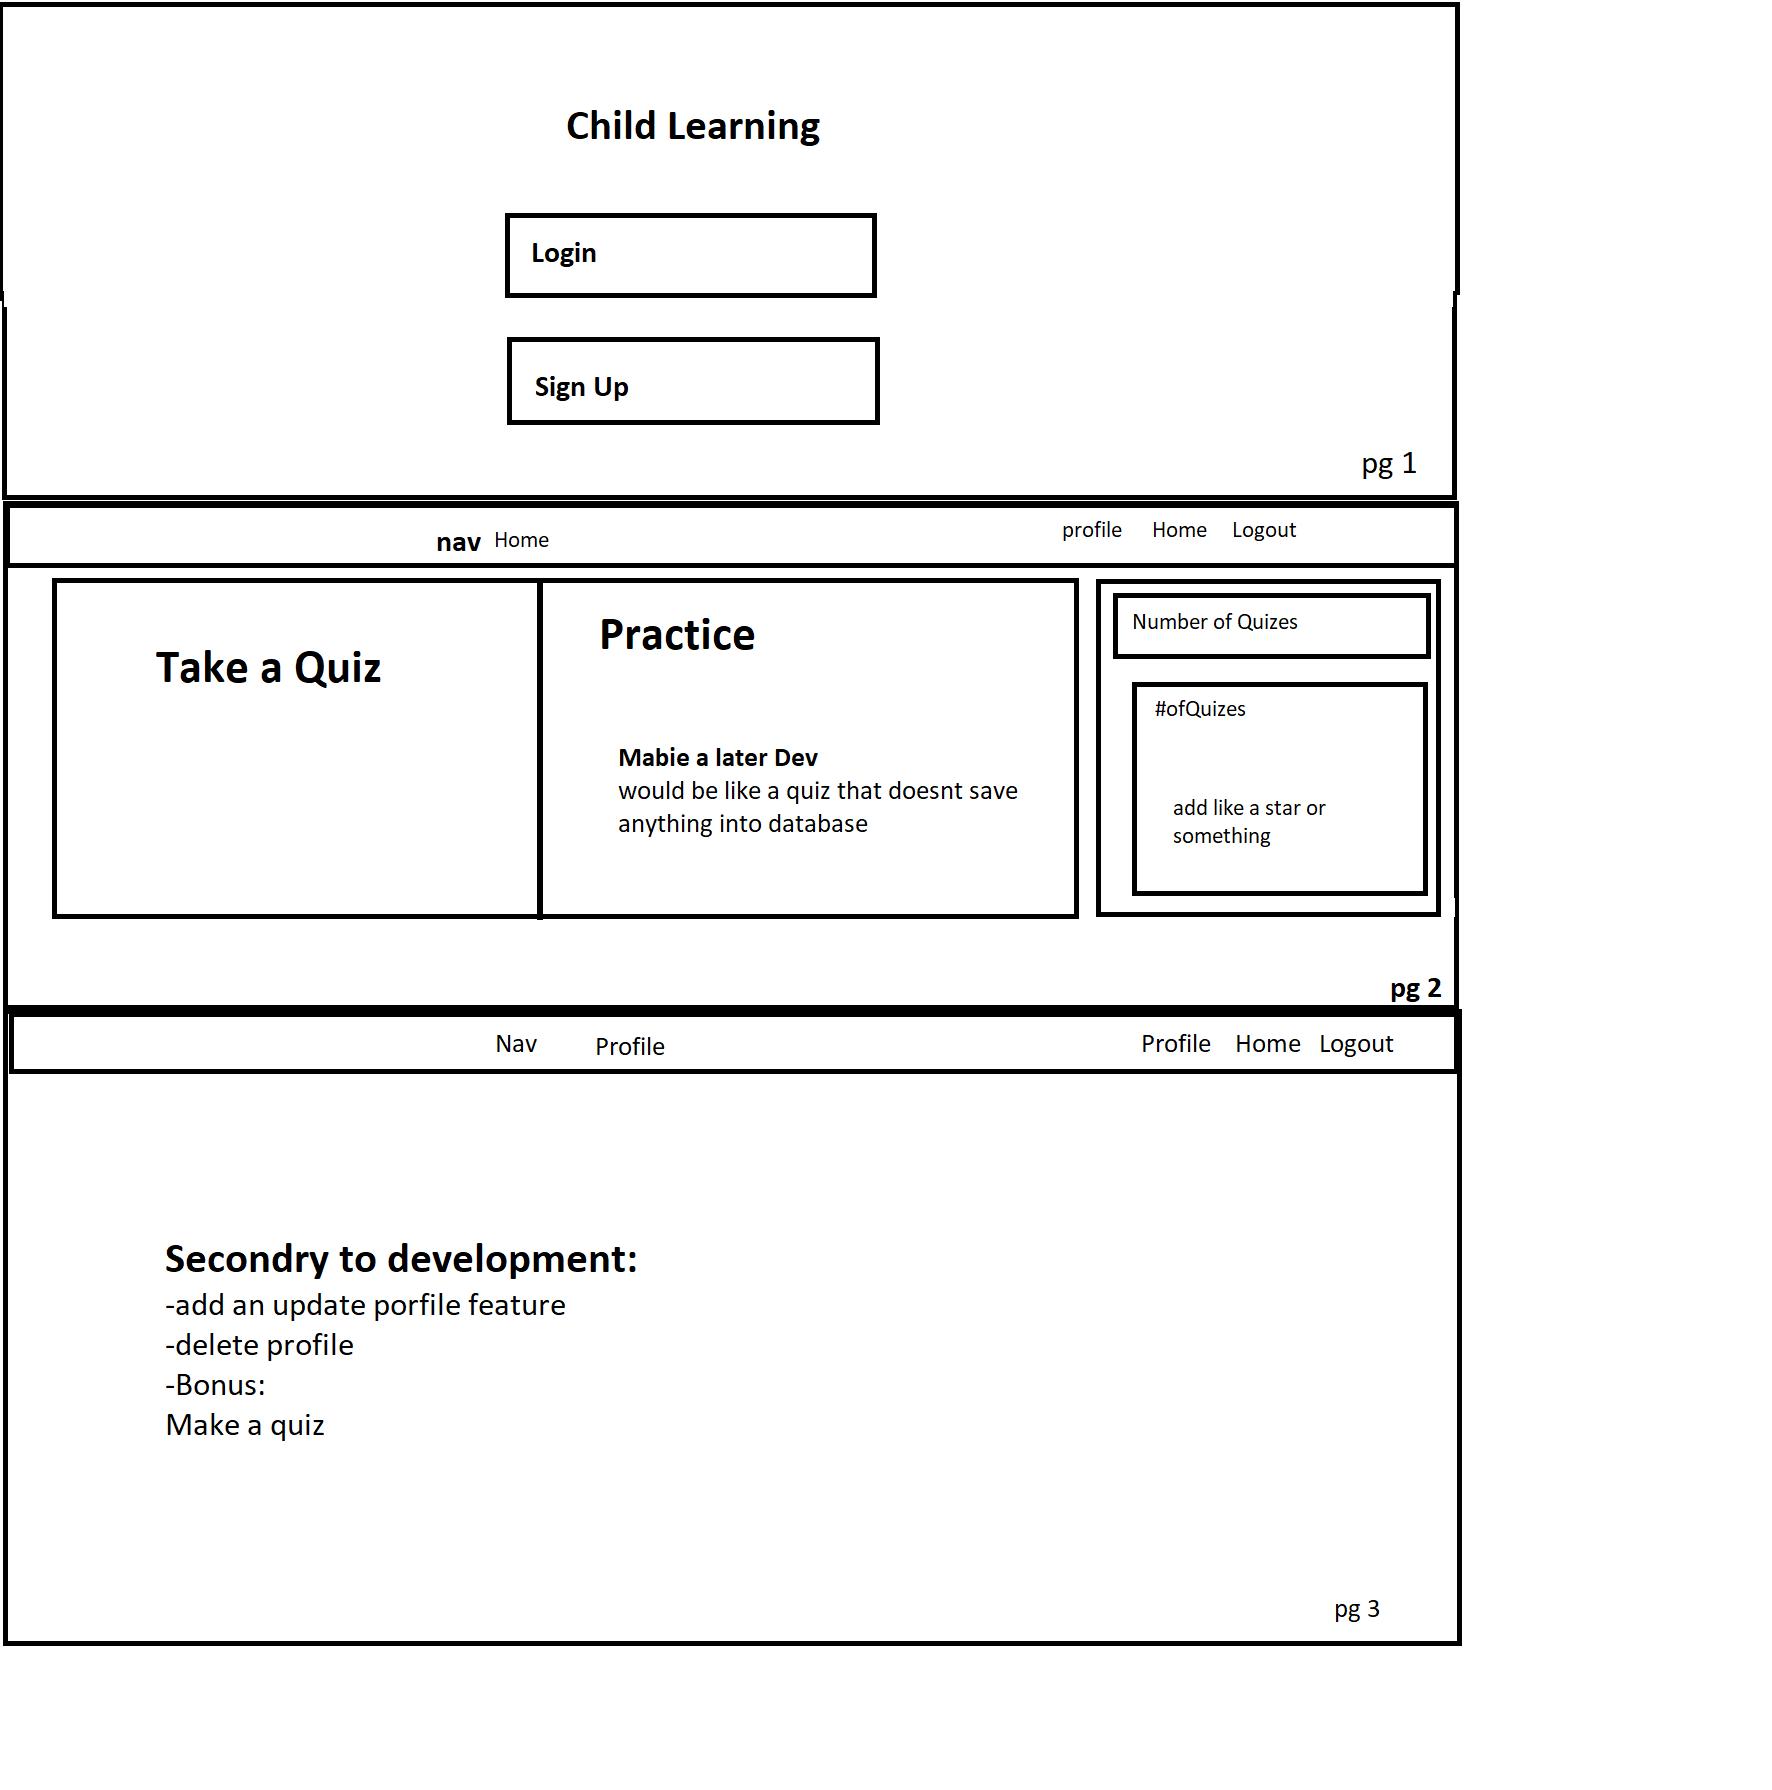 Child Learning
Login
Sign Up
pg 1
nav Home
profile Home Logout
Take a Quiz
Practice
Mabie a later Dev
would be like a quiz that doesnt save
anything into database
Number of Quizes
#ofQuizes
add like a star or
something
pg 2
Nav Profile
Profile Home Logout
Secondry to development:
-add an update porfile feature
-delete profile
-Bonus:
Make a quiz
pg 3